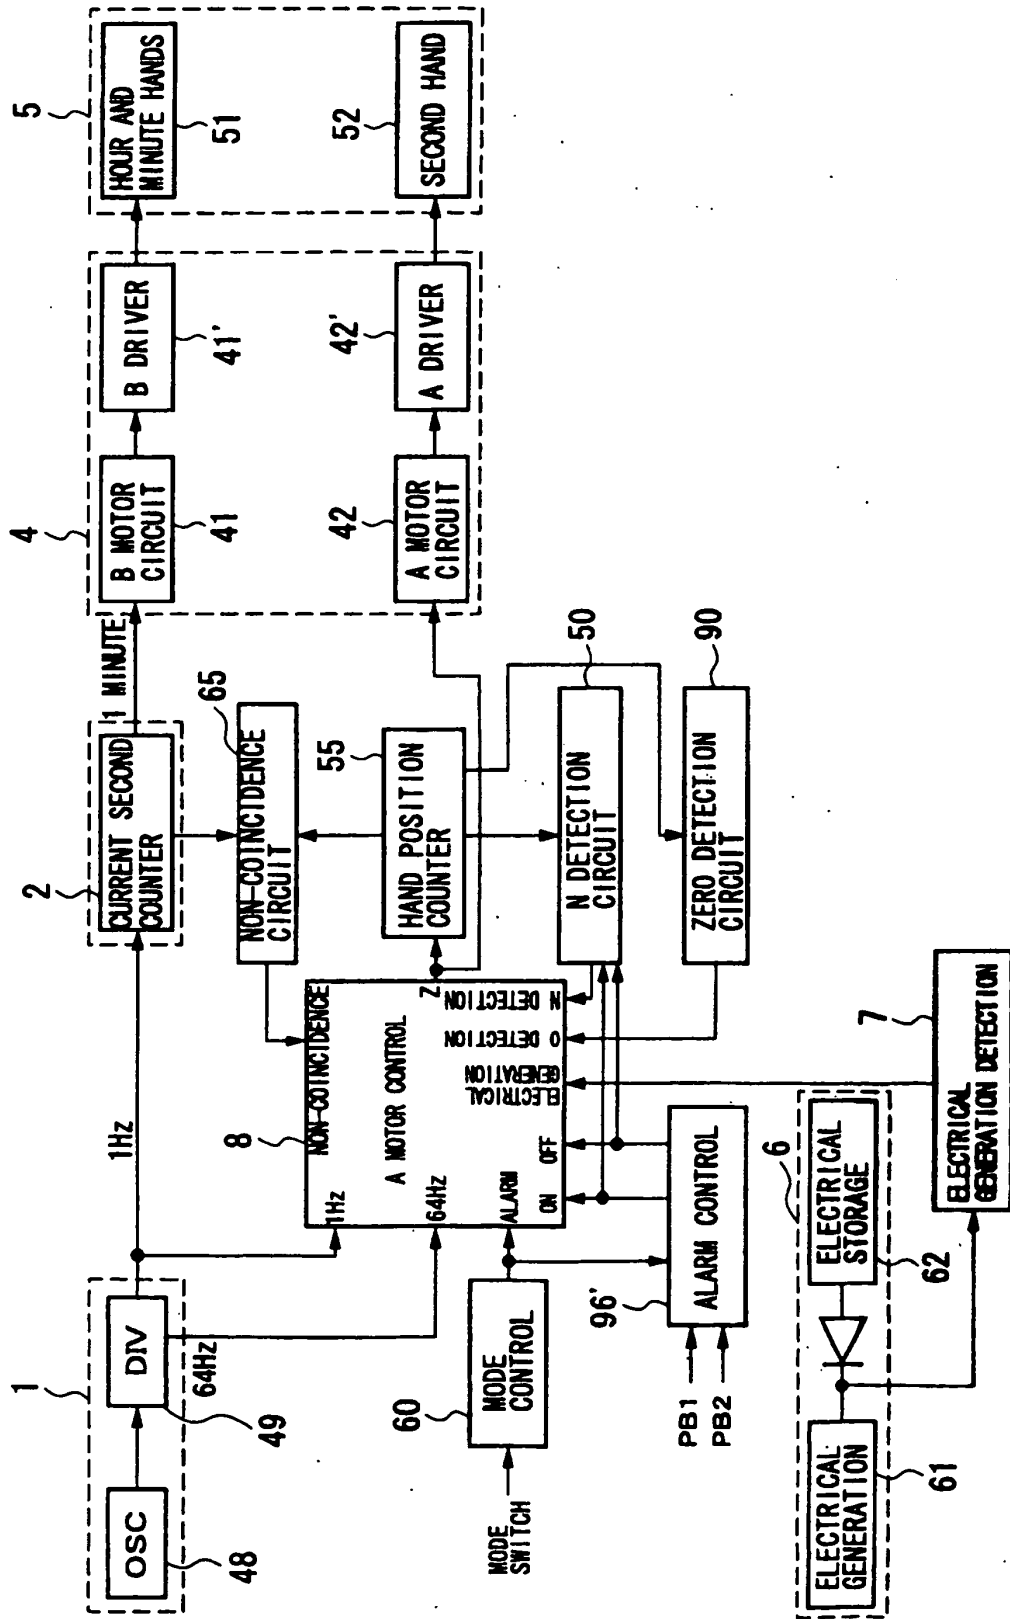 1
OSC
48
DIV
49
1Hz
64Hz
2
CURRENT SECOND
COUNTER
1 MINUTE
4
B MOTOR
CIRCUIT
41
B DRIVER
41'
5
HOUR AND
MINUTE HANDS
51
A MOTOR
CIRCUIT
42
A DRIVER
42'
SECOND HAND
52
NON-COINCIDENCE
CIRCUIT
65
HAND POSITION
COUNTER
55
N DETECTION
CIRCUIT
50
ZERO DETECTION
CIRCUIT
90
8
NON-COINCIDENCE
A MOTOR CONTROL
1Hz
64Hz
ALARM
ON
OFF
ELECTRICAL
GENERATION
0 DETECTION
N DETECTION
Z
MODE
SWITCH
MODE
CONTROL
60
PB1
PB2
ALARM CONTROL
96'
6
ELECTRICAL
GENERATION
61
ELECTRICAL
STORAGE
62
ELECTRICAL
GENERATION DETECTION
7